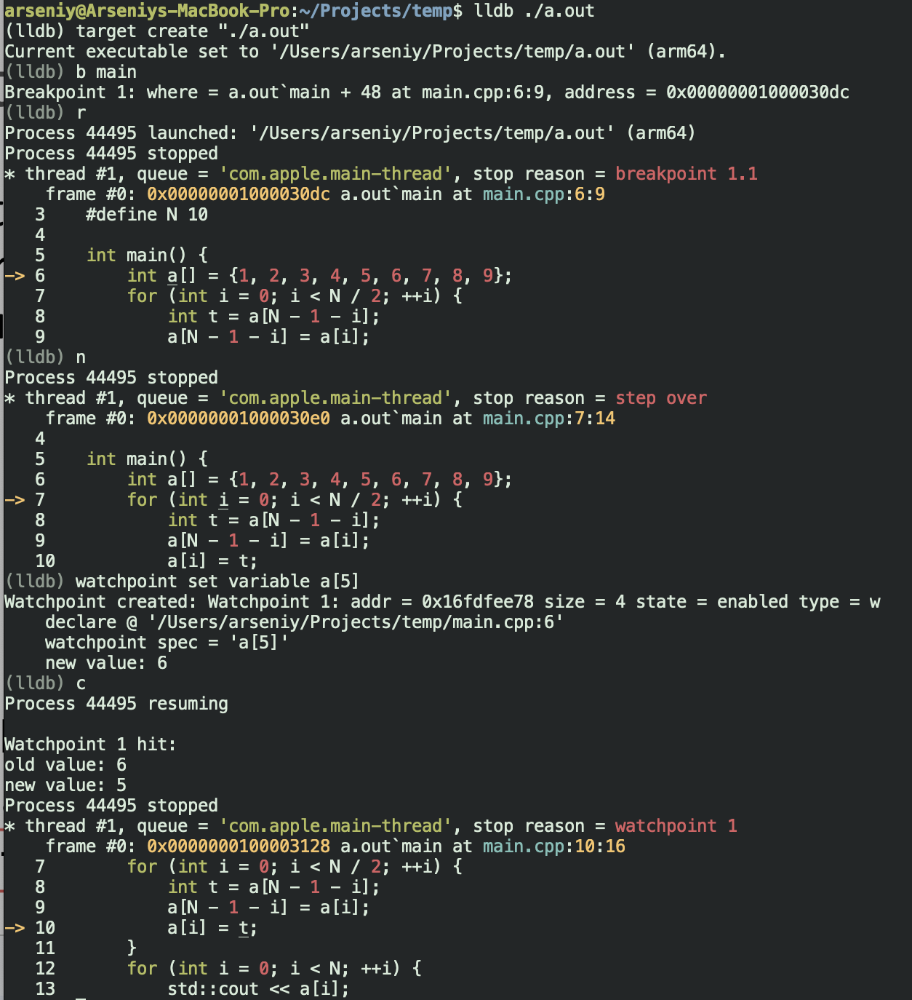 arseniy@Arseniys-MacBook-Pro:~/Projects/temp$ lldb ./a.out
(lldb) target create "./a.out"
Current executable set to '/Users/arseniy/Projects/temp/a.out' (arm64).
(lldb) b main
Breakpoint 1: where = a.out`main + 48 at main.cpp:6:9, address = 0x00000001000030dc
(lldb) r
Process 44495 launched: '/Users/arseniy/Projects/temp/a.out' (arm64)
Process 44495 stopped
* thread #1, queue = 'com.apple.main-thread', stop reason = breakpoint 1.1
    frame #0: 0x00000001000030dc a.out`main at main.cpp:6:9
   3    #define N 10
   4
   5    int main() {
-> 6        int a[] = {1, 2, 3, 4, 5, 6, 7, 8, 9};
   7        for (int i = 0; i < N / 2; ++i) {
   8            int t = a[N - 1 - i];
   9            a[N - 1 - i] = a[i];
(lldb) n
Process 44495 stopped
* thread #1, queue = 'com.apple.main-thread', stop reason = step over
    frame #0: 0x00000001000030e0 a.out`main at main.cpp:7:14
   4
   5    int main() {
   6        int a[] = {1, 2, 3, 4, 5, 6, 7, 8, 9};
-> 7        for (int i = 0; i < N / 2; ++i) {
   8            int t = a[N - 1 - i];
   9            a[N - 1 - i] = a[i];
   10           a[i] = t;
(lldb) watchpoint set variable a[5]
Watchpoint created: Watchpoint 1: addr = 0x16fdfee78 size = 4 state = enabled type = w
    declare @ '/Users/arseniy/Projects/temp/main.cpp:6'
    watchpoint spec = 'a[5]'
    new value: 6
(lldb) c
Process 44495 resuming

Watchpoint 1 hit:
old value: 6
new value: 5
Process 44495 stopped
* thread #1, queue = 'com.apple.main-thread', stop reason = watchpoint 1
    frame #0: 0x0000000100003128 a.out`main at main.cpp:10:16
   7        for (int i = 0; i < N / 2; ++i) {
   8            int t = a[N - 1 - i];
   9            a[N - 1 - i] = a[i];
-> 10           a[i] = t;
   11       }
   12       for (int i = 0; i < N; ++i) {
   13           std::cout << a[i];